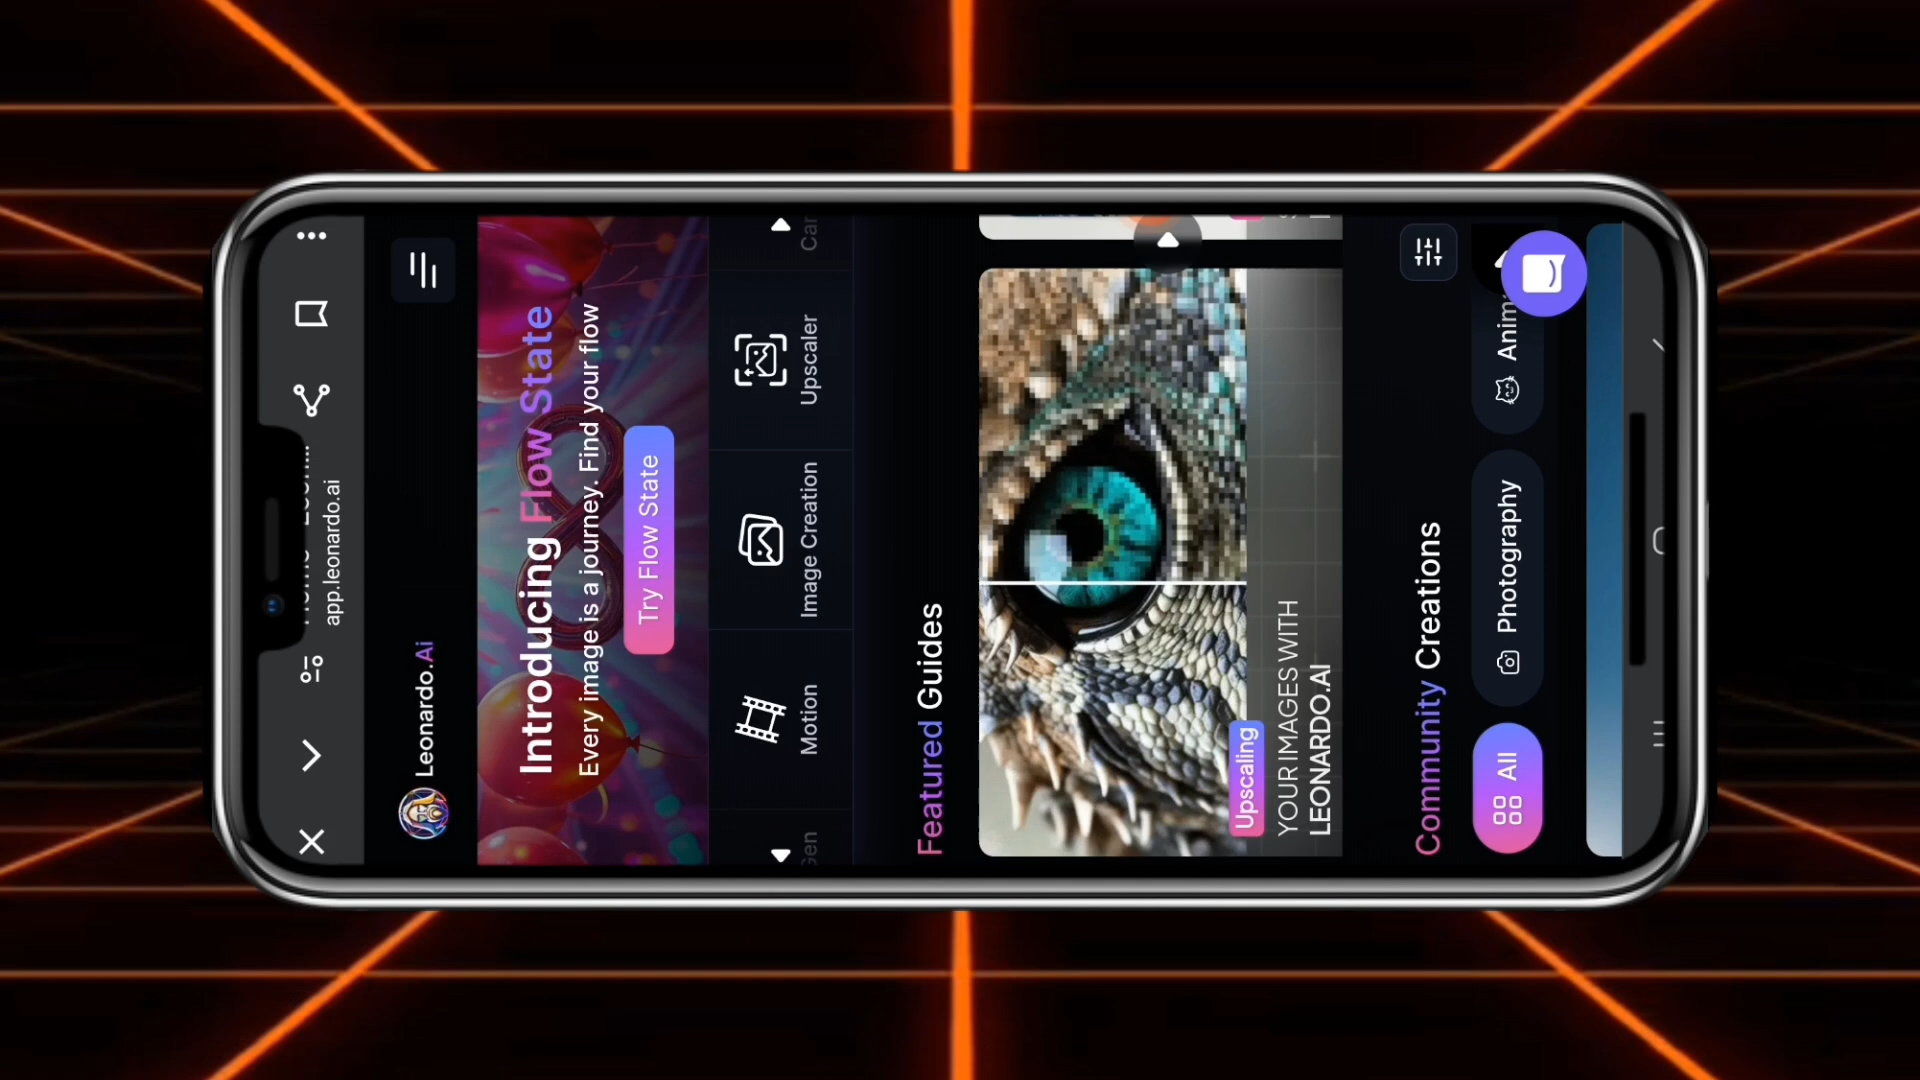 app.leonardo.ai
Leonardo.Ai
Introducing Flow State
Every image is a journey. Find your flow
Try Flow State
Motion
Image Creation
Upscaler
Featured Guides
Upscaling
YOUR IMAGES WITH
LEONARDO.AI
Community Creations
All
Photography
Anim